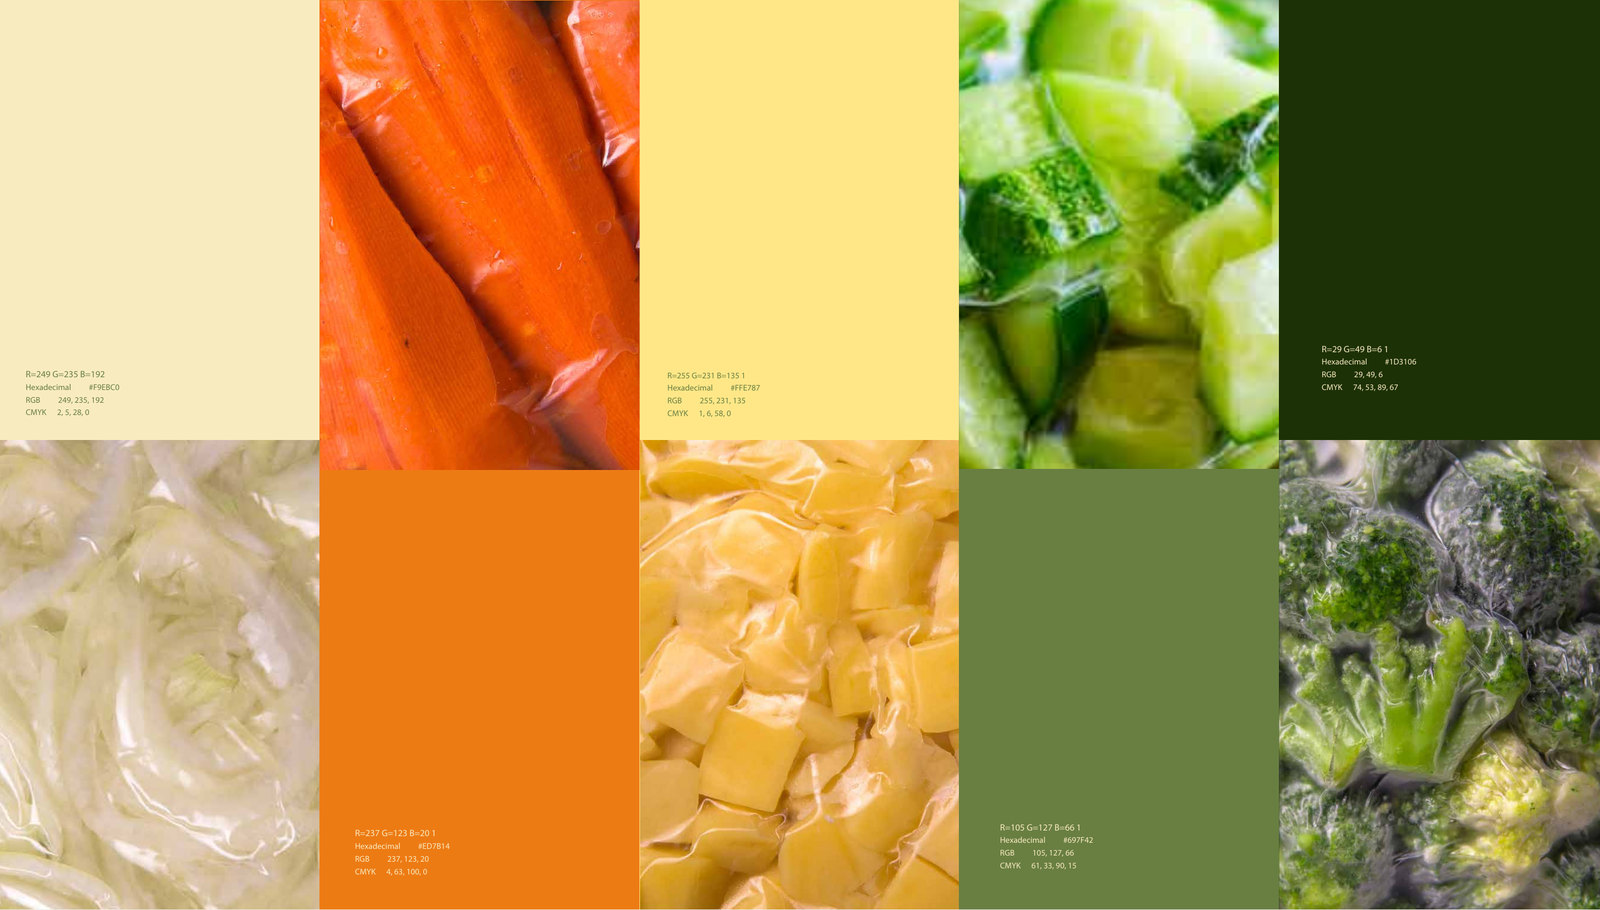 R=249 G=235 B=192
Hexadecimal #F9EBC0
RGB 249, 235, 192
CMYK 2, 5, 28, 0
R=237 G=123 B=20 1
Hexadecimal #ED7B14
RGB 237, 123, 20
CMYK 4, 63, 100, 0
R=255 G=231 B=135 1
Hexadecimal #FFE787
RGB 255, 231, 135
CMYK 1, 6, 58, 0
R=105 G=127 B=66 1
Hexadecimal #697F42
RGB 105, 127, 66
CMYK 61, 33, 90, 15
R=29 G=49 B=6 1
Hexadecimal #1D3106
RGB 29, 49, 6
CMYK 74, 53, 89, 67